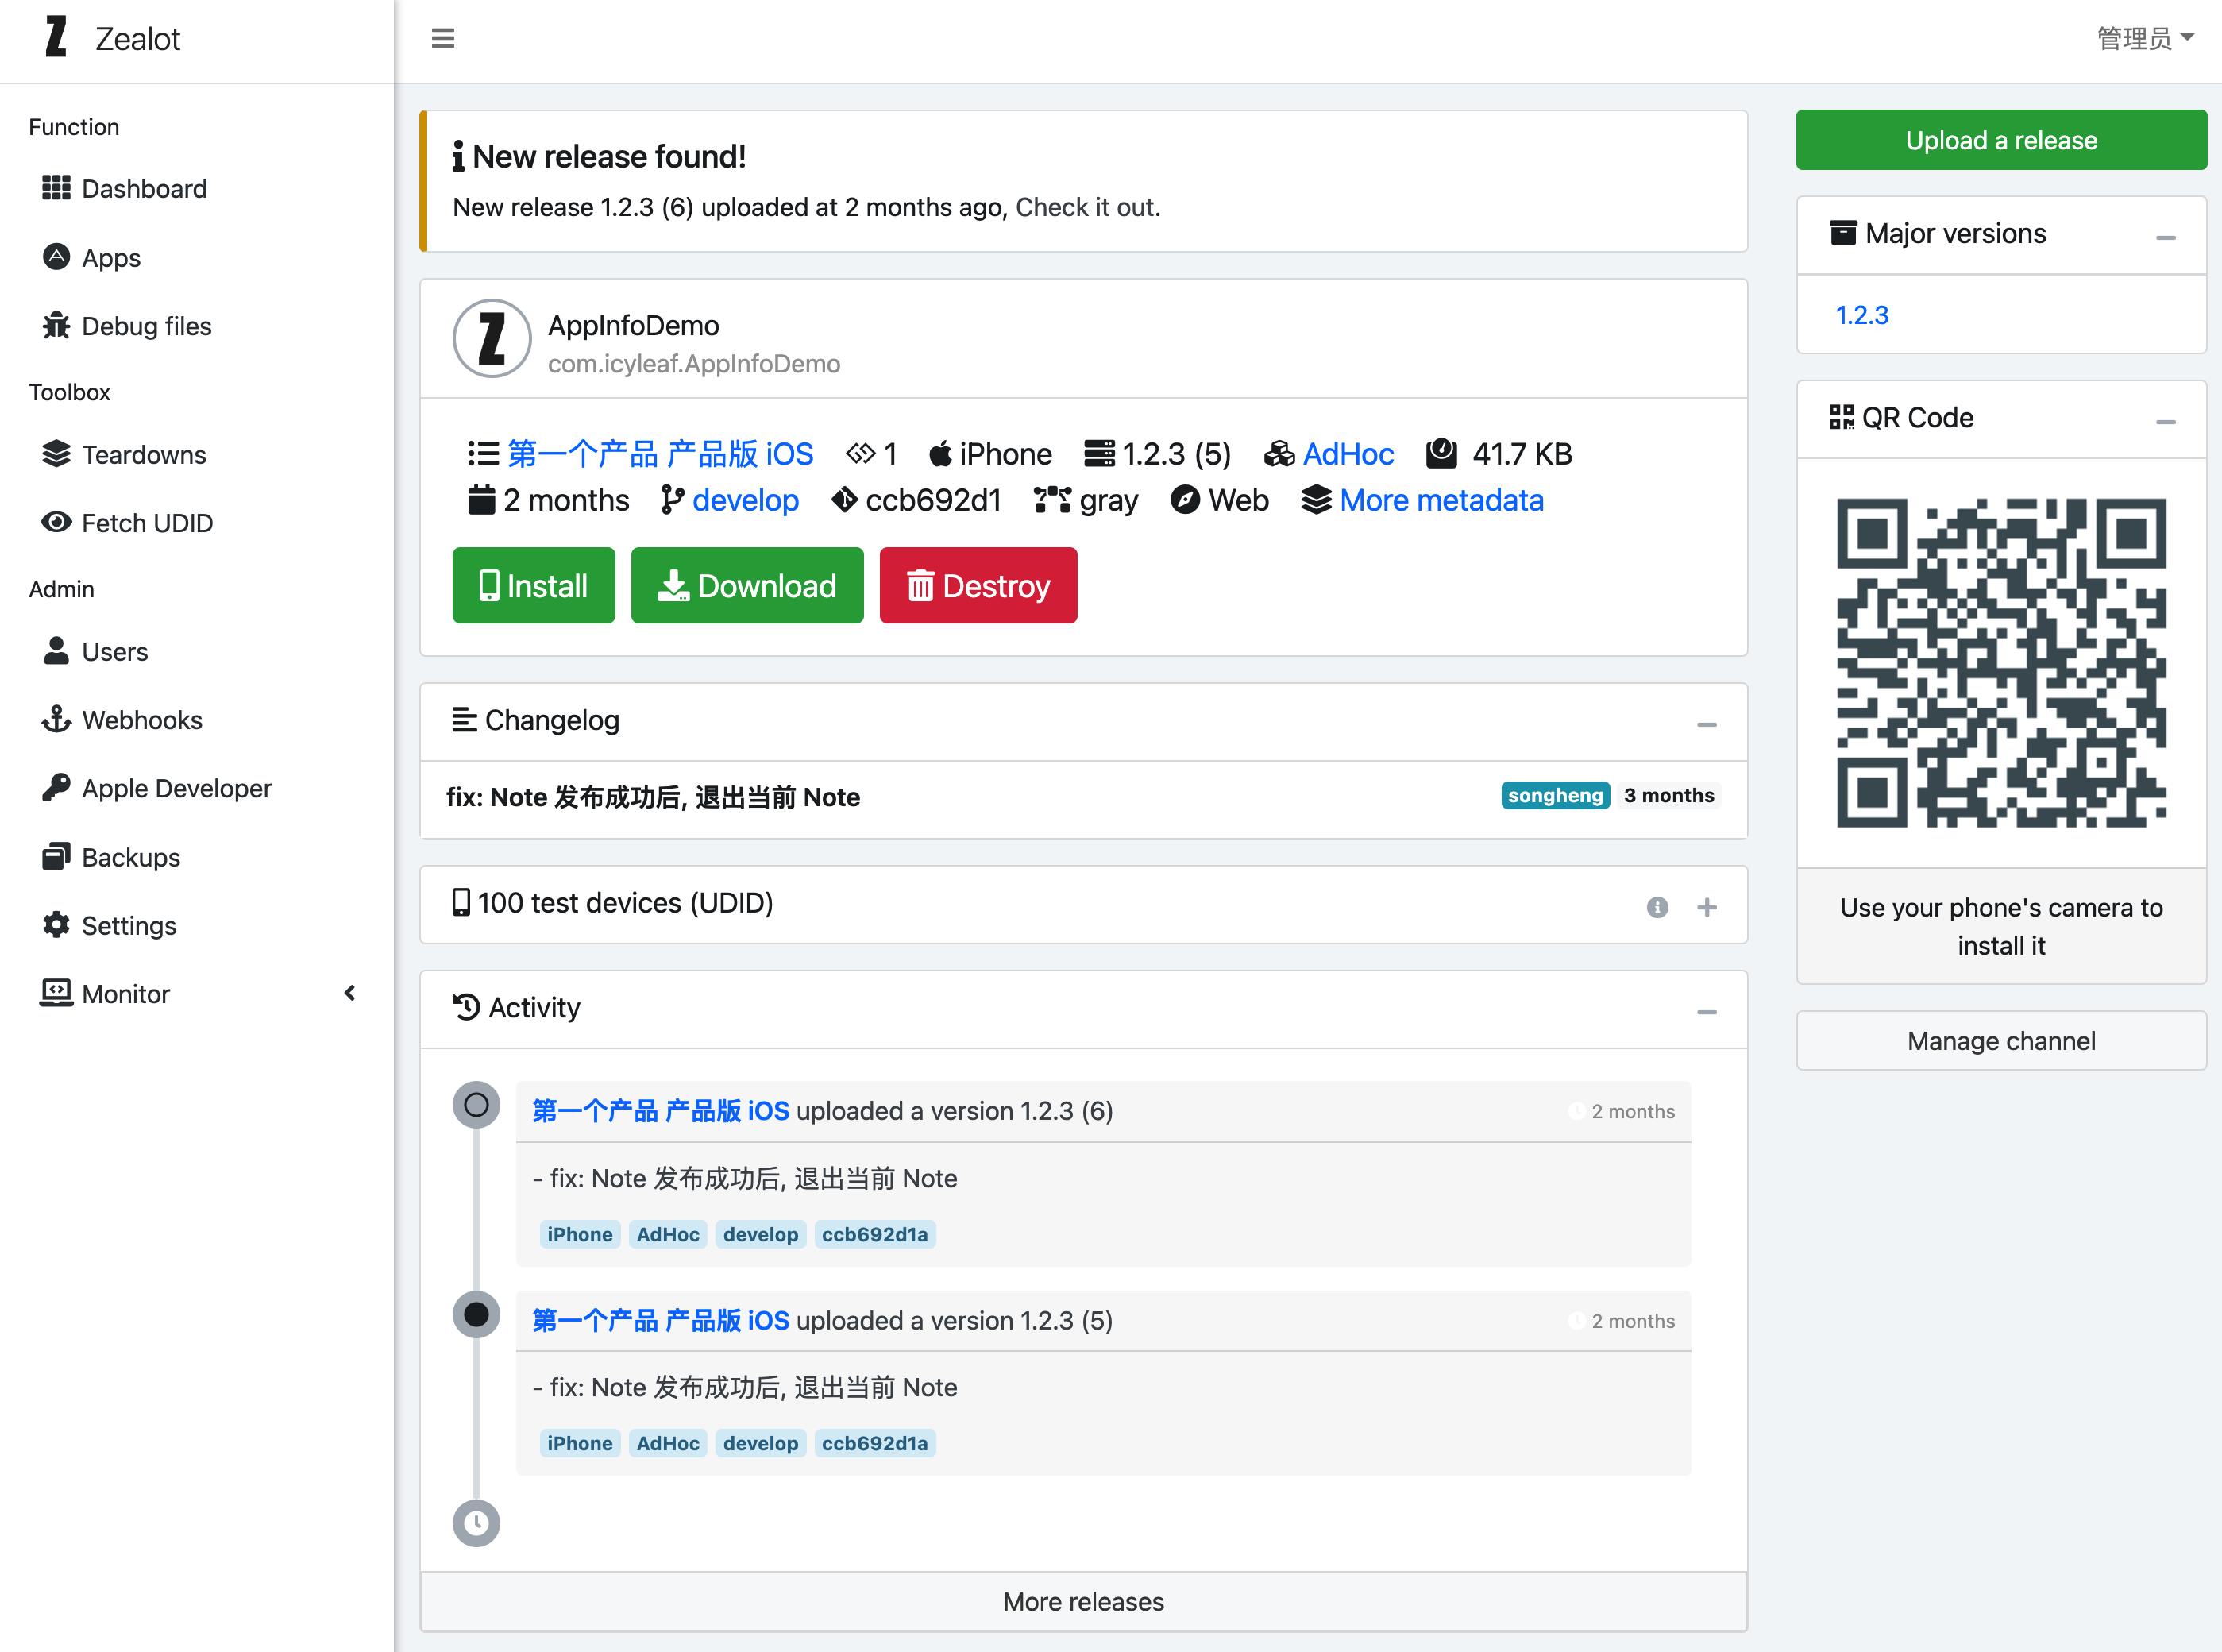 Zealot
管理员
Function
Dashboard
Apps
Debug files
Toolbox
Teardowns
Fetch UDID
Admin
Users
Webhooks
Apple Developer
Backups
Settings
Monitor
New release found!
New release 1.2.3 (6) uploaded at 2 months ago, Check it out.
AppInfoDemo
com.icyleaf.AppInfoDemo
第一个产品 产品版 iOS 1 iPhone 1.2.3 (5) AdHoc 41.7 KB
2 months develop ccb692d1 gray Web More metadata
Install Download Destroy
Changelog
fix: Note 发布成功后, 退出当前 Note songheng 3 months
100 test devices (UDID)
Activity
第一个产品 产品版 iOS uploaded a version 1.2.3 (6) 2 months
- fix: Note 发布成功后, 退出当前 Note
iPhone AdHoc develop ccb692d1a
第一个产品 产品版 iOS uploaded a version 1.2.3 (5) 2 months
- fix: Note 发布成功后, 退出当前 Note
iPhone AdHoc develop ccb692d1a
More releases
Upload a release
Major versions
1.2.3
QR Code
Use your phone's camera to
install it
Manage channel